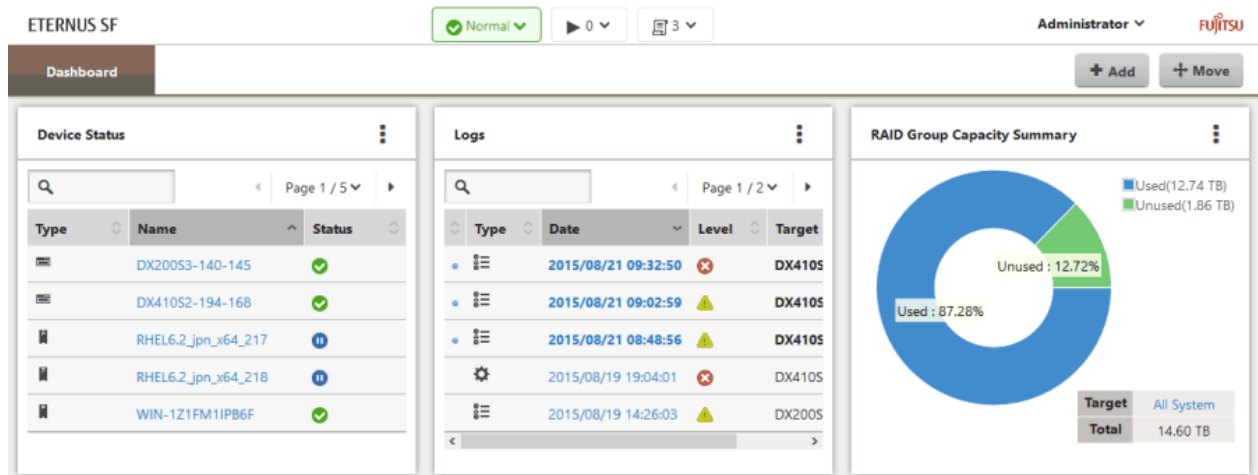 ETERNUS SF
Normal
0
3
Administrator
FUJITSU
Dashboard
Add
Move
Device Status
Page 1 / 5
Type Name Status
DX200S3-140-145
DX410S2-194-168
RHEL6.2_jpn_x64_217
RHEL6.2_jpn_x64_218
WIN-1Z1FM1IPB6F
Logs
Page 1 / 2
Type Date Level Target
2015/08/21 09:32:50 DX410S
2015/08/21 09:02:59 DX410S
2015/08/21 08:48:56 DX410S
2015/08/19 19:04:01 DX410S
2015/08/19 14:26:03 DX200S
RAID Group Capacity Summary
Used(12.74 TB)
Unused(1.86 TB)
Unused : 12.72%
Used : 87.28%
Target All System
Total 14.60 TB